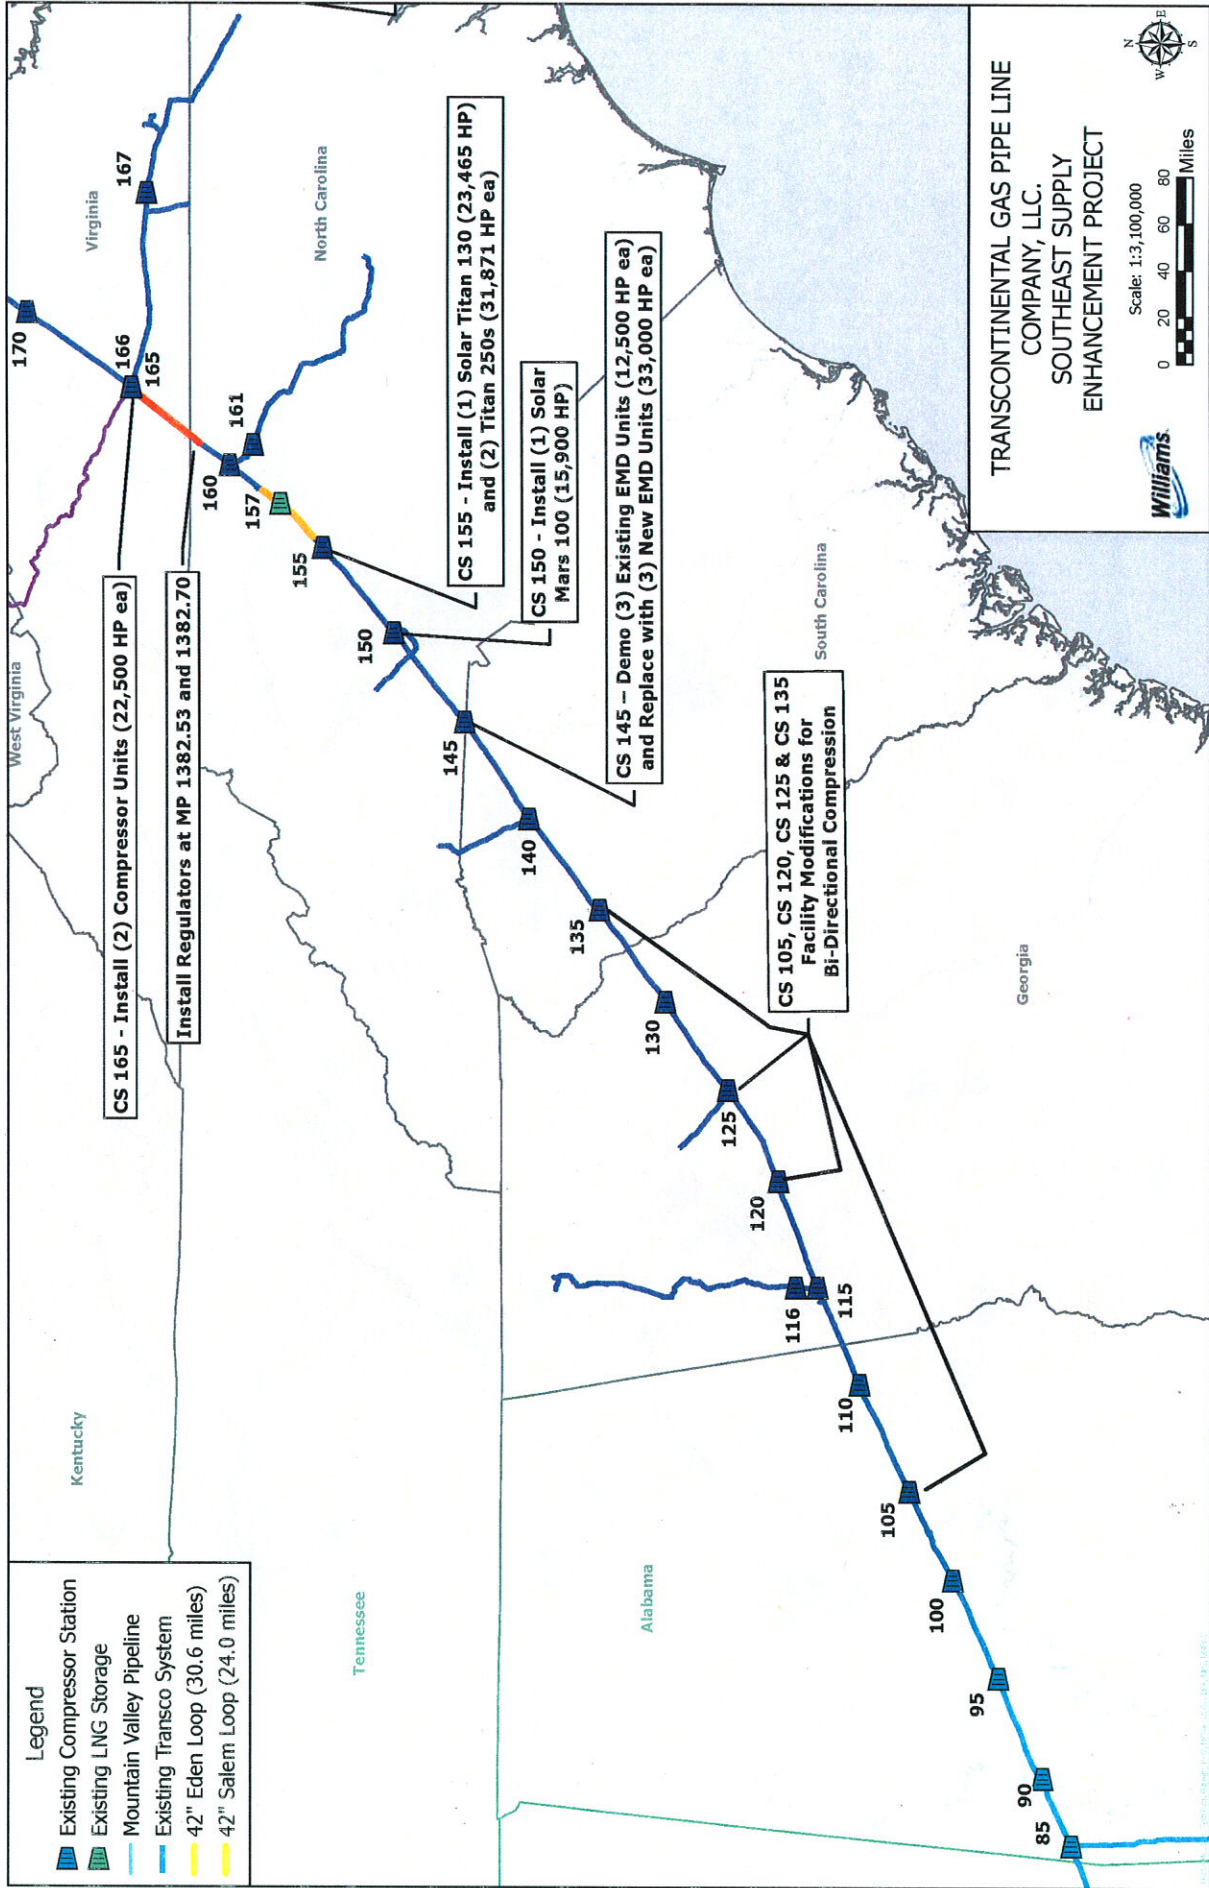 Legend
Existing Compressor Station
Existing LNG Storage
Mountain Valley Pipeline
Existing Transco System
42" Eden Loop (30.6 miles)
42" Salem Loop (24.0 miles)
Kentucky
West Virginia
Virginia
Tennessee
North Carolina
Alabama
Georgia
South Carolina
170
166
165
167
160
161
157
155
150
145
140
135
130
125
120
116
115
110
105
100
95
90
85
CS 165 - Install (2) Compressor Units (22,500 HP ea)
Install Regulators at MP 1382.53 and 1382.70
CS 155 - Install (1) Solar Titan 130 (23,465 HP)
and (2) Titan 250s (31,871 HP ea)
CS 150 - Install (1) Solar
Mars 100 (15,900 HP)
CS 145 – Demo (3) Existing EMD Units (12,500 HP ea)
and Replace with (3) New EMD Units (33,000 HP ea)
CS 105, CS 120, CS 125 & CS 135
Facility Modifications for
Bi-Directional Compression
TRANSCONTINENTAL GAS PIPE LINE
COMPANY, LLC.
SOUTHEAST SUPPLY
ENHANCEMENT PROJECT
Scale: 1:3,100,000
0 20 40 60 80
Miles
Williams
N
W E
S